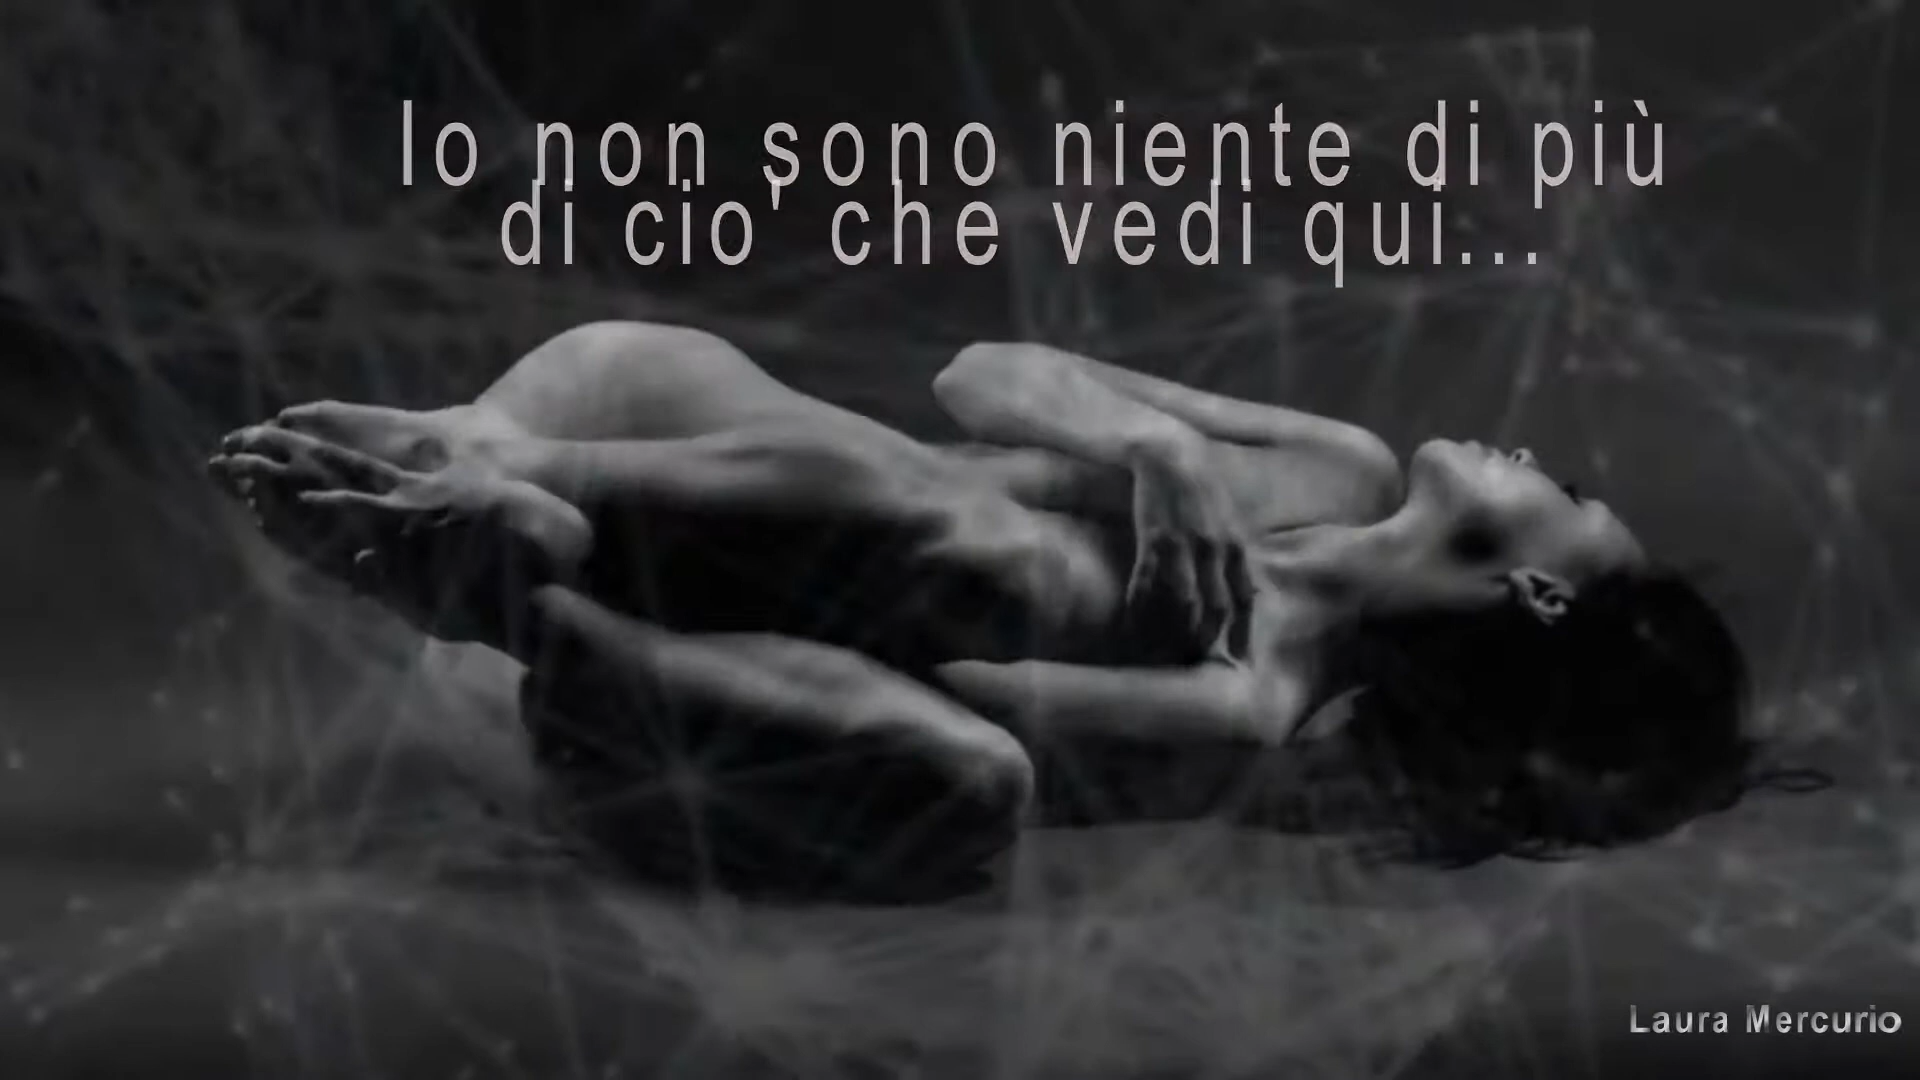 Io non sono niente di più
di cio' che vedi qui...
Laura Mercurio